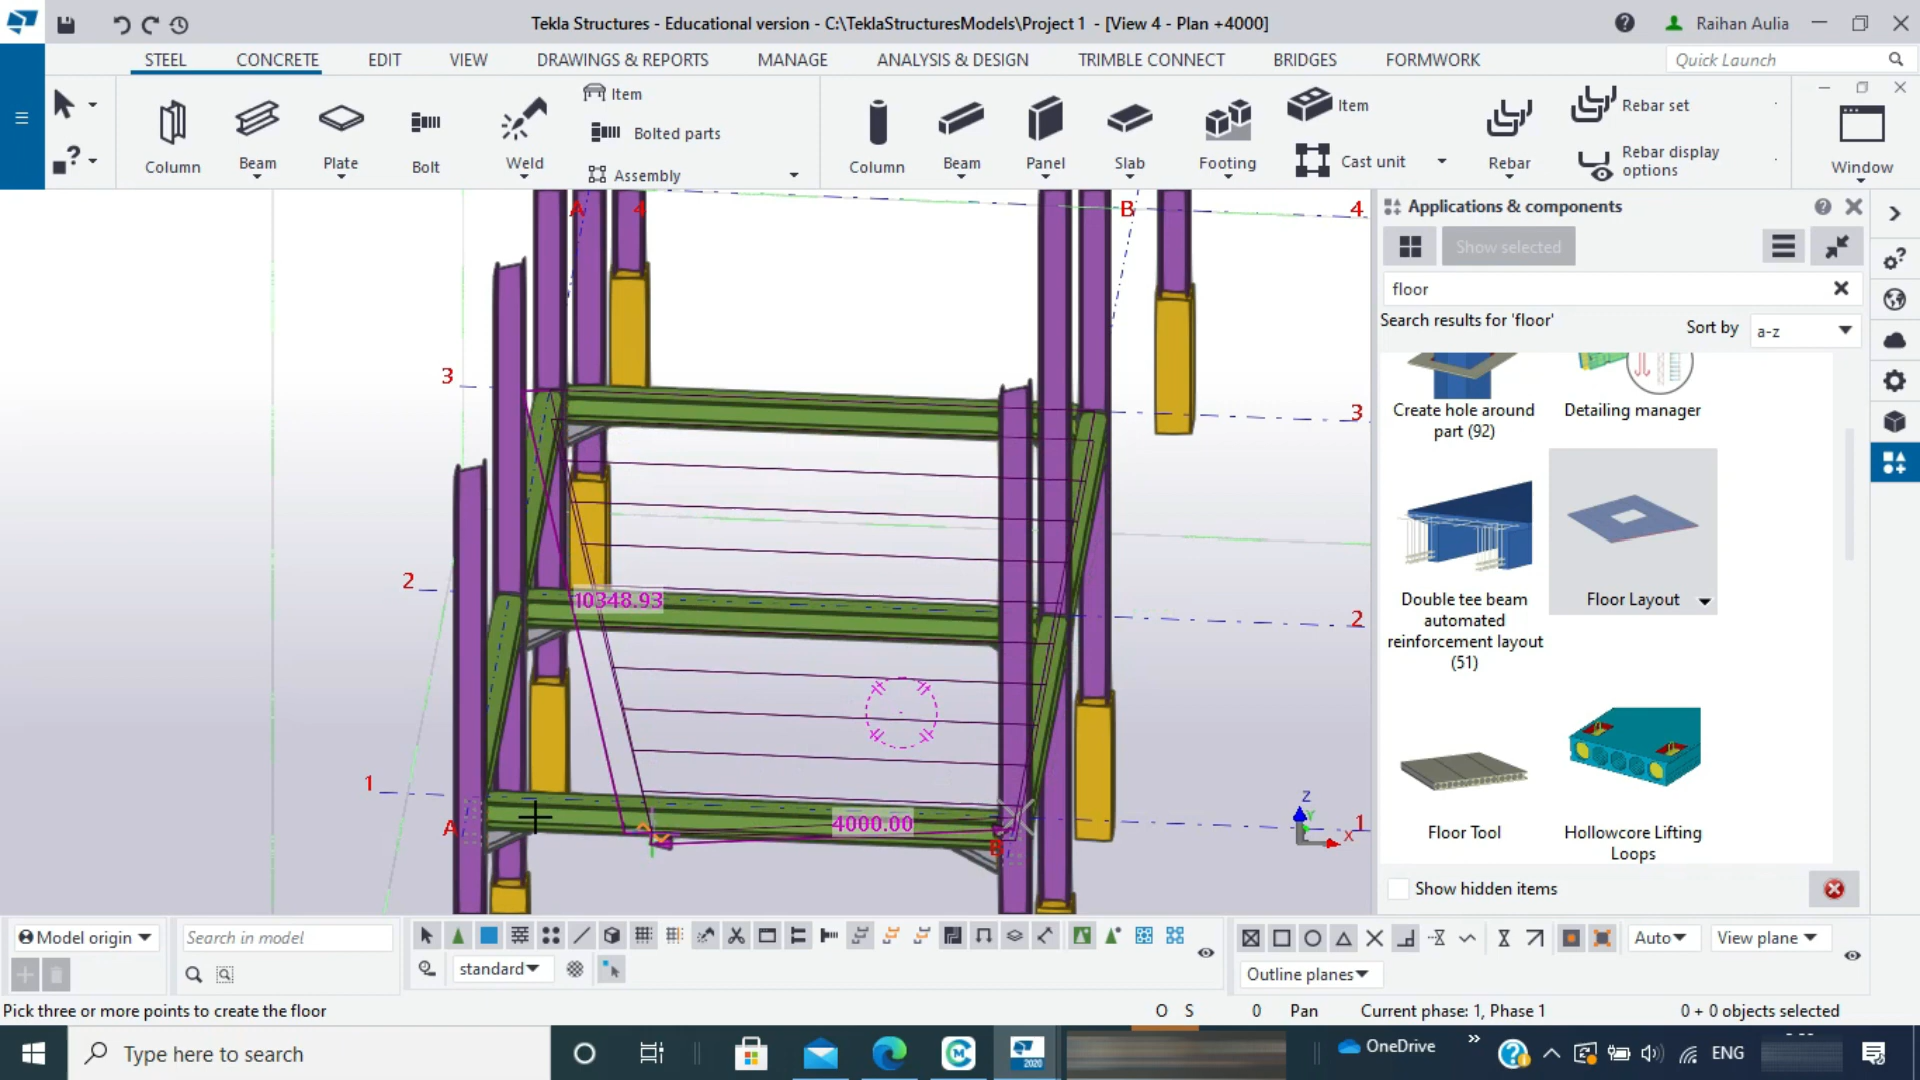 Tekla Structures - Educational version - C:\TeklaStructuresModels\Project 1 - [View 4 - Plan +4000]
Raihan Aulia
STEEL CONCRETE EDIT VIEW DRAWINGS & REPORTS MANAGE ANALYSIS & DESIGN TRIMBLE CONNECT BRIDGES FORMWORK
Quick Launch
Column
Beam
Plate
Bolt
Weld
Item
Bolted parts
Assembly
Column
Beam
Panel
Slab
Footing
Item
Cast unit
Rebar
Rebar set
Rebar display
options
Window
A 4 B 4
3 3
2 2
1 1
A B
10348.93
4000.00
Z
Y
X
Applications & components
Show selected
floor
Search results for 'floor'
Sort by a-z
Create hole around
part (92)
Detailing manager
Double tee beam
automated
reinforcement layout
(51)
Floor Layout
Floor Tool
Hollowcore Lifting
Loops
Show hidden items
Model origin
Search in model
standard
Auto
View plane
Outline planes
Pick three or more points to create the floor
O S 0 Pan Current phase: 1, Phase 1 0 + 0 objects selected
Type here to search
2020
OneDrive
ENG